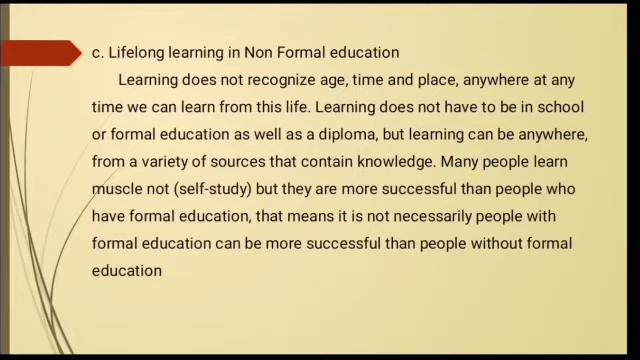 c. Lifelong learning in Non Formal education
Learning does not recognize age, time and place, anywhere at any
time we can learn from this life. Learning does not have to be in school
or formal education as well as a diploma, but learning can be anywhere,
from a variety of sources that contain knowledge. Many people learn
muscle not (self-study) but they are more successful than people who
have formal education, that means it is not necessarily people with
formal education can be more successful than people without formal
education